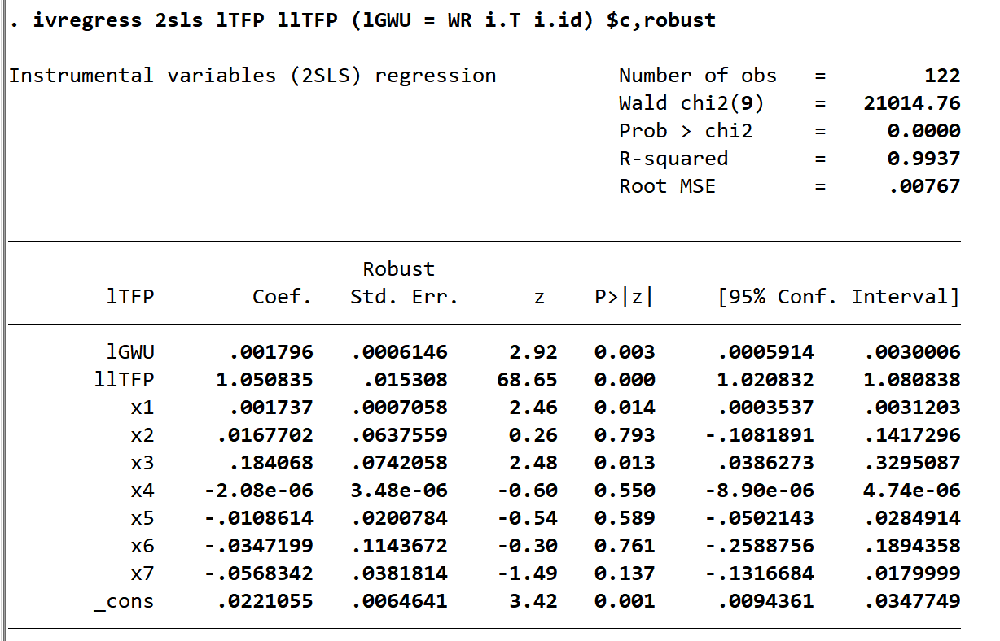 . ivregress 2sls lTFP llTFP (lGWU = WR i.T i.id) $c,robust
Instrumental variables (2SLS) regression Number of obs = 122
Wald chi2(9) = 21014.76
Prob > chi2 = 0.0000
R-squared = 0.9937
Root MSE = .00767
Robust
lTFP Coef. Std. Err. z P>|z| [95% Conf. Interval]
lGWU .001796 .0006146 2.92 0.003 .0005914 .0030006
llTFP 1.050835 .015308 68.65 0.000 1.020832 1.080838
x1 .001737 .0007058 2.46 0.014 .0003537 .0031203
x2 .0167702 .0637559 0.26 0.793 -.1081891 .1417296
x3 .184068 .0742058 2.48 0.013 .0386273 .3295087
x4 -2.08e-06 3.48e-06 -0.60 0.550 -8.90e-06 4.74e-06
x5 -.0108614 .0200784 -0.54 0.589 -.0502143 .0284914
x6 -.0347199 .1143672 -0.30 0.761 -.2588756 .1894358
x7 -.0568342 .0381814 -1.49 0.137 -.1316684 .0179999
_cons .0221055 .0064641 3.42 0.001 .0094361 .0347749